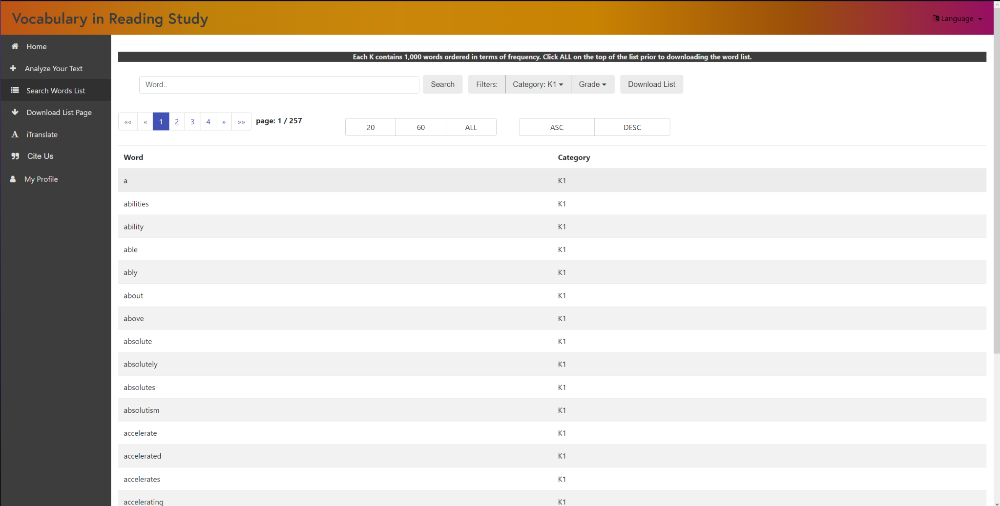 Vocabulary in Reading Study
Language
Home
Analyze Your Text
Search Words List
Download List Page
iTranslate
Cite Us
My Profile
Each K contains 1,000 words ordered in terms of frequency. Click ALL on the top of the list prior to downloading the word list.
Word.. Search Filters: Category: K1 Grade Download List
«« « 1 2 3 4 » »» page: 1 / 257 20 60 ALL ASC DESC
Word Category
a K1
abilities K1
ability K1
able K1
ably K1
about K1
above K1
absolute K1
absolutely K1
absolutes K1
absolutism K1
accelerate K1
accelerated K1
accelerates K1
accelerating K1